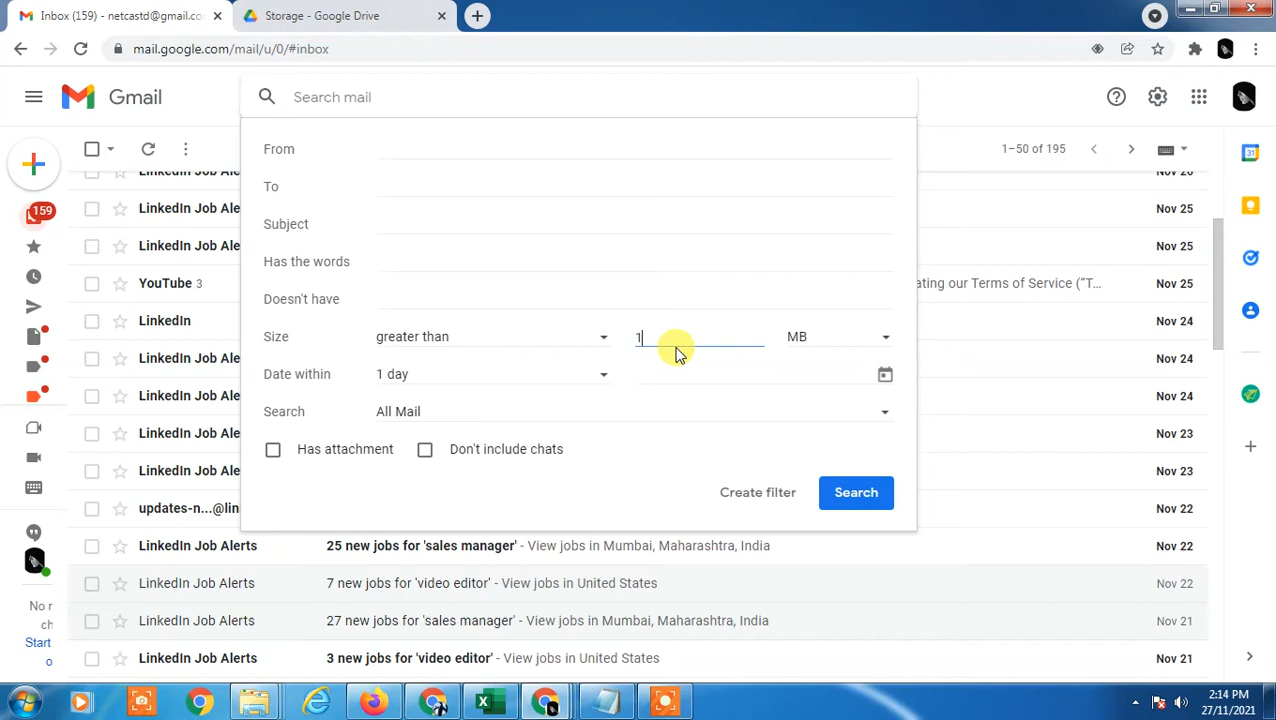 Inbox (159) - netcastd@gmail.co
Storage - Google Drive
mail.google.com/mail/u/0/#inbox
Gmail
Search mail
1–50 of 195
From
To
Subject
Has the words
Doesn't have
Size greater than 1 MB
Date within 1 day
Search All Mail
Has attachment Don't include chats
Create filter Search
159
31
LinkedIn Job Ale Nov 25
LinkedIn Job Ale Nov 25
YouTube 3 ating our Terms of Service ("T... Nov 25
LinkedIn Nov 25
LinkedIn Job Ale Nov 24
LinkedIn Job Ale Nov 24
LinkedIn Job Ale Nov 23
LinkedIn Job Ale Nov 23
updates-n...@lin Nov 22
LinkedIn Job Alerts 25 new jobs for 'sales manager' - View jobs in Mumbai, Maharashtra, India Nov 22
LinkedIn Job Alerts 7 new jobs for 'video editor' - View jobs in United States Nov 22
LinkedIn Job Alerts 27 new jobs for 'sales manager' - View jobs in Mumbai, Maharashtra, India Nov 21
LinkedIn Job Alerts 3 new jobs for 'video editor' - View jobs in United States Nov 21
No r
ch
Start
o
2:14 PM
27/11/2021